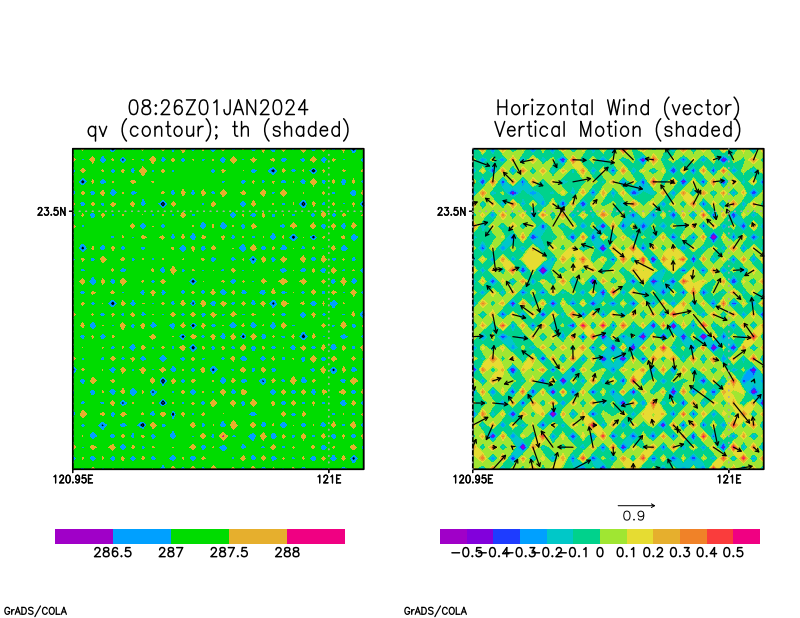 08:26Z01JAN2024
qv (contour); th (shaded)
Horizontal Wind (vector)
Vertical Motion (shaded)
23.5N
23.5N
120.95E
121E
120.95E
121E
0.9
286.5 287 287.5 288
-0.5 -0.4 -0.3 -0.2 -0.1 0 0.1 0.2 0.3 0.4 0.5
GrADS/COLA
GrADS/COLA